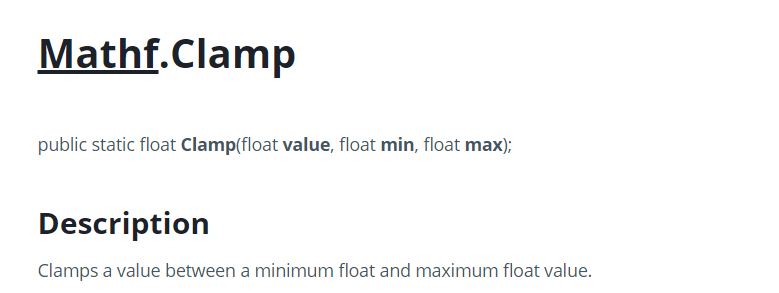 Mathf.Clamp
public static float Clamp(float value, float min, float max);
Description
Clamps a value between a minimum float and maximum float value.